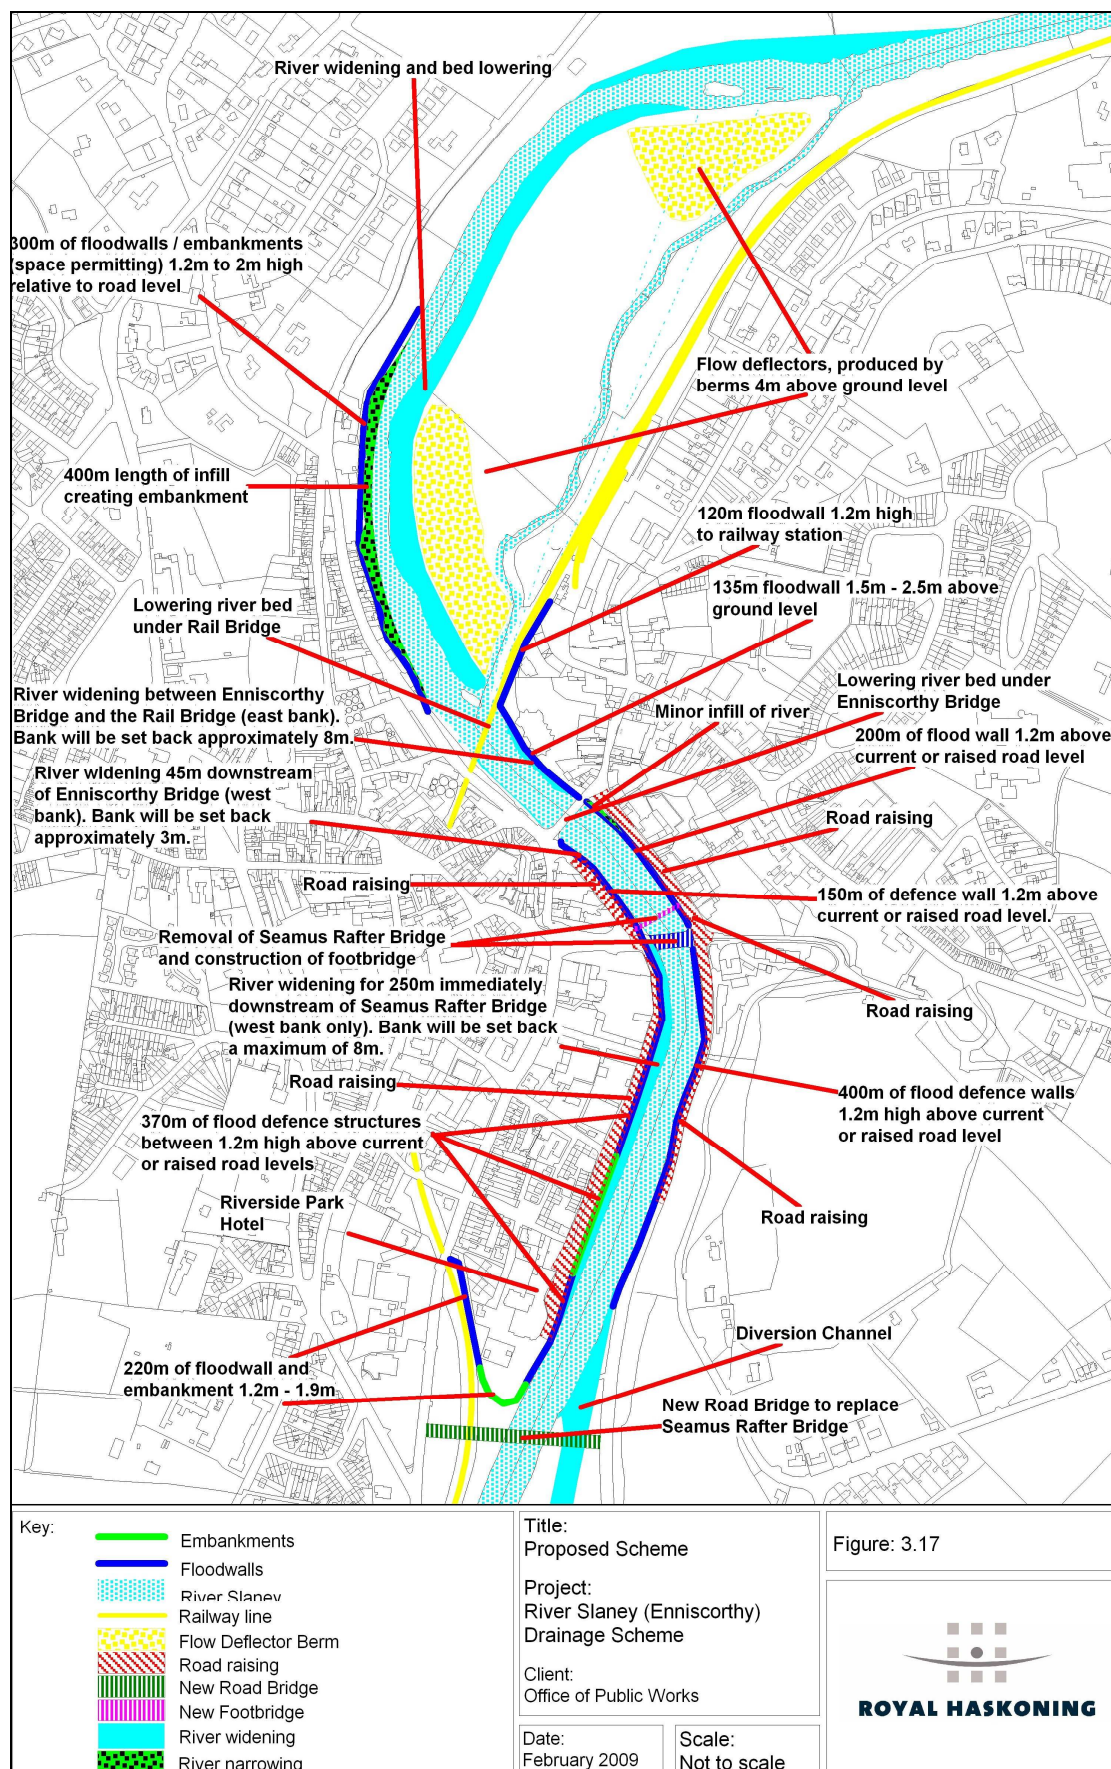 River widening and bed lowering
300m of floodwalls / embankments
(space permitting) 1.2m to 2m high
relative to road level
Flow deflectors, produced by
berms 4m above ground level
400m length of infill
creating embankment
120m floodwall 1.2m high
to railway station
135m floodwall 1.5m - 2.5m above
ground level
Lowering river bed
under Rail Bridge
Lowering river bed under
Enniscorthy Bridge
River widening between Enniscorthy
Bridge and the Rail Bridge (east bank).
Bank will be set back approximately 8m.
Minor infill of river
200m of flood wall 1.2m above
current or raised road level
River widening 45m downstream
of Enniscorthy Bridge (west
bank). Bank will be set back
approximately 3m.
Road raising
Road raising
150m of defence wall 1.2m above
current or raised road level.
Removal of Seamus Rafter Bridge
and construction of footbridge
River widening for 250m immediately
downstream of Seamus Rafter Bridge
(west bank only). Bank will be set back
a maximum of 8m.
Road raising
Road raising
400m of flood defence walls
1.2m high above current
or raised road level
370m of flood defence structures
between 1.2m high above current
or raised road levels
Riverside Park
Hotel
Road raising
Diversion Channel
220m of floodwall and
embankment 1.2m - 1.9m
New Road Bridge to replace
Seamus Rafter Bridge
Key:
Embankments
Floodwalls
River Slaney
Railway line
Flow Deflector Berm
Road raising
New Road Bridge
New Footbridge
River widening
River narrowing
Title:
Proposed Scheme
Project:
River Slaney (Enniscorthy)
Drainage Scheme
Client:
Office of Public Works
Date:
February 2009
Scale:
Not to scale
Figure: 3.17
ROYAL HASKONING